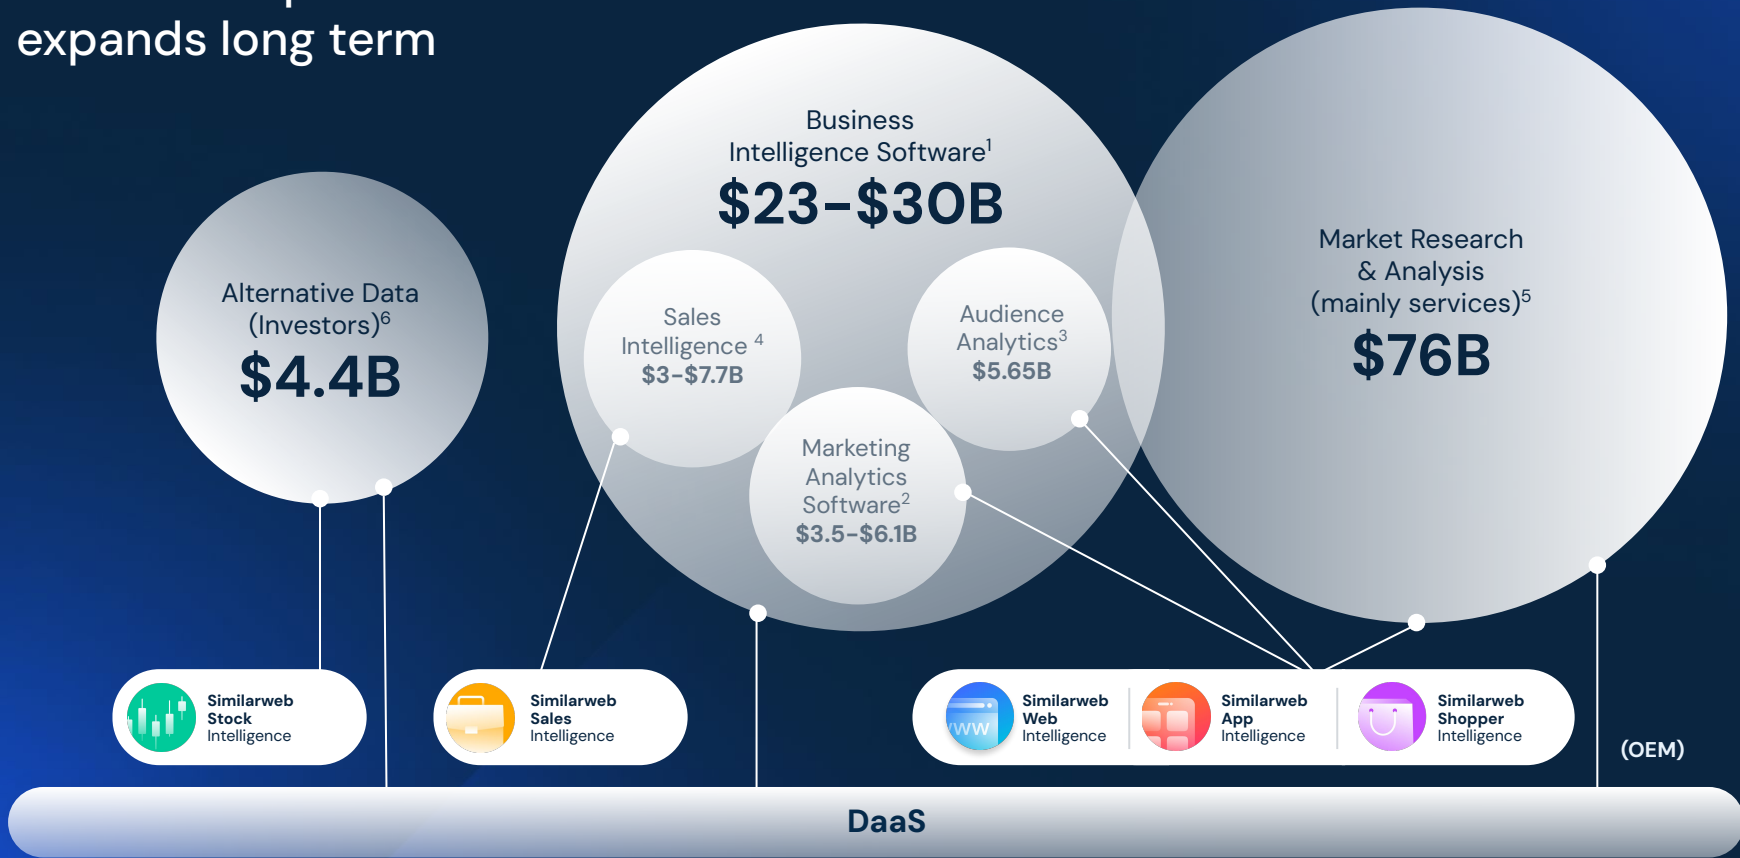 expands long term
Business
Intelligence Software¹
$23-$30B
Alternative Data
(Investors)⁶
$4.4B
Sales
Intelligence ⁴
$3-$7.7B
Audience
Analytics³
$5.65B
Marketing
Analytics
Software²
$3.5-$6.1B
Market Research
& Analysis
(mainly services)⁵
$76B
Similarweb
Stock
Intelligence
Similarweb
Sales
Intelligence
www
Similarweb
Web
Intelligence
Similarweb
App
Intelligence
Similarweb
Shopper
Intelligence
(OEM)
DaaS